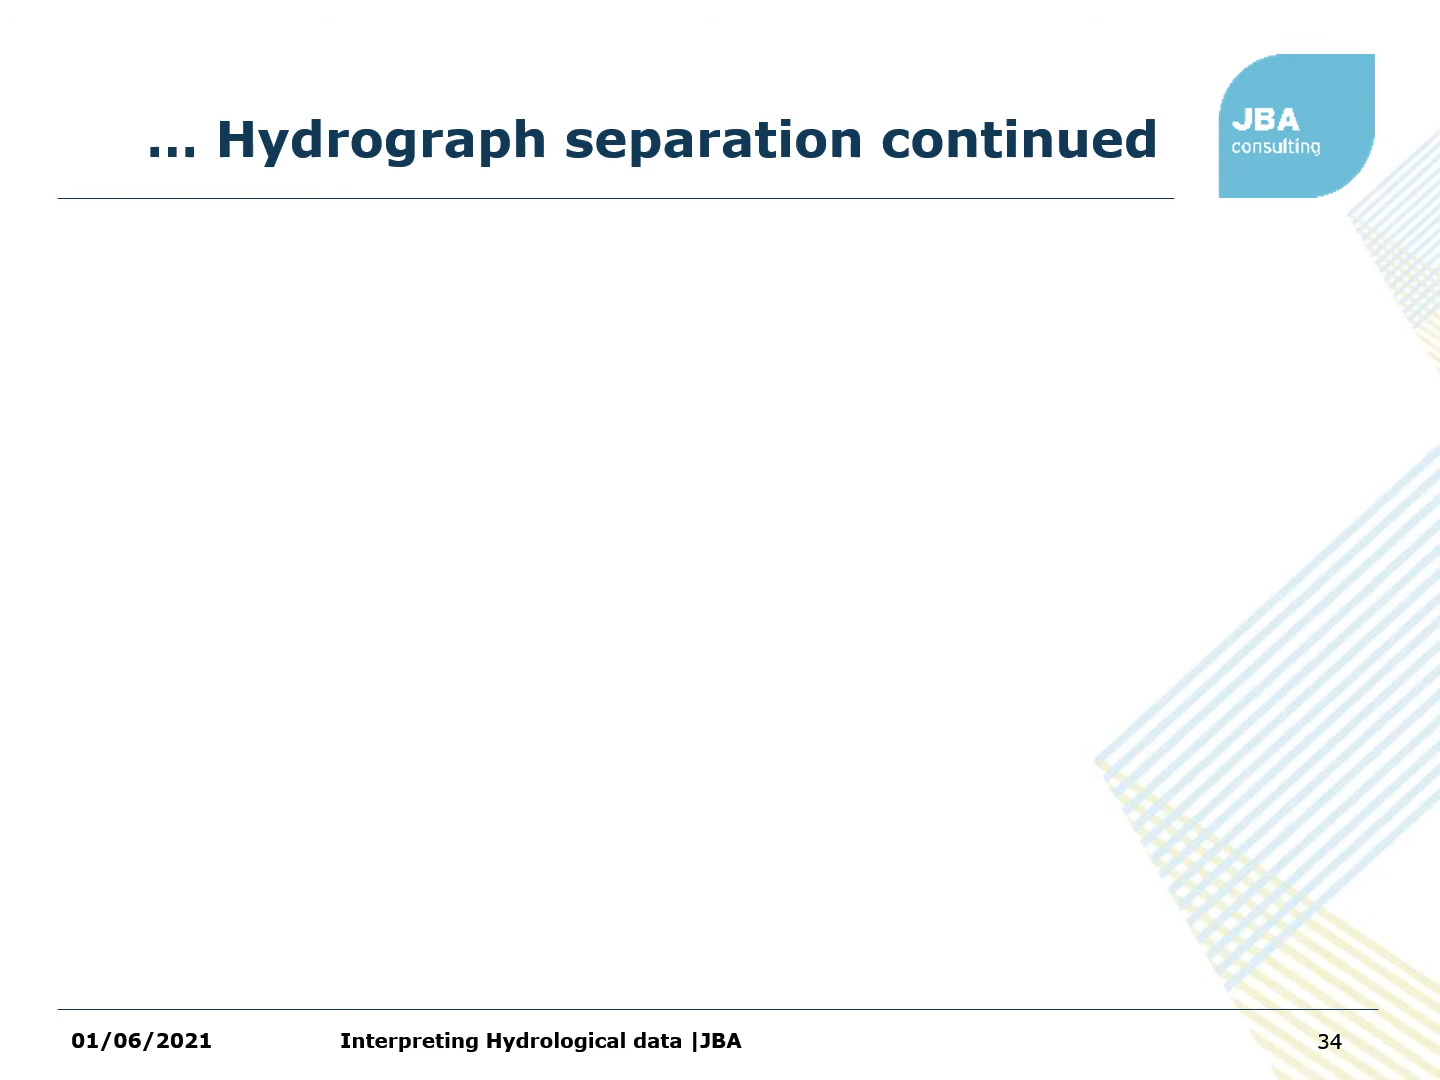 ... Hydrograph separation continued
JBA
consulting
01/06/2021 Interpreting Hydrological data |JBA 34